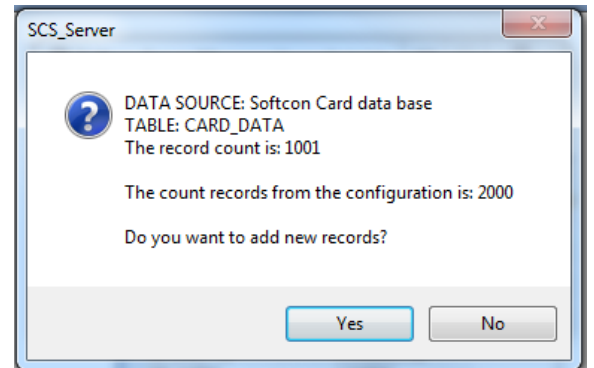 SCS_Server
DATA SOURCE: Softcon Card data base
TABLE: CARD_DATA
The record count is: 1001
The count records from the configuration is: 2000
Do you want to add new records?
Yes
No